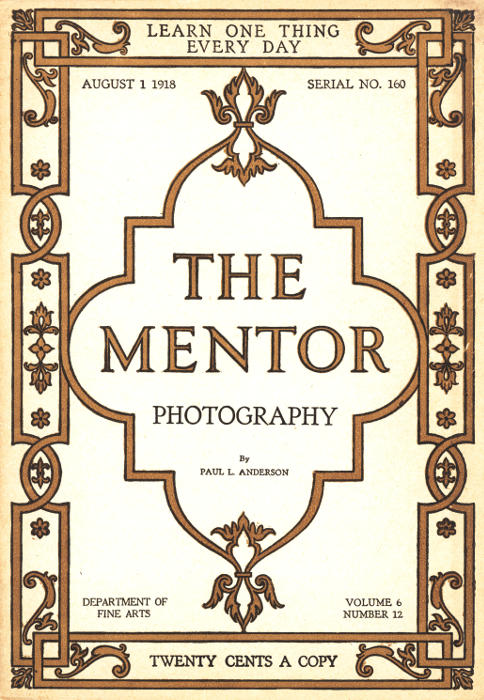 LEARN ONE THING
EVERY DAY
AUGUST 1 1918
SERIAL NO. 160
THE
MENTOR
PHOTOGRAPHY
By
PAUL L. ANDERSON
DEPARTMENT OF
FINE ARTS
VOLUME 6
NUMBER 12
TWENTY CENTS A COPY